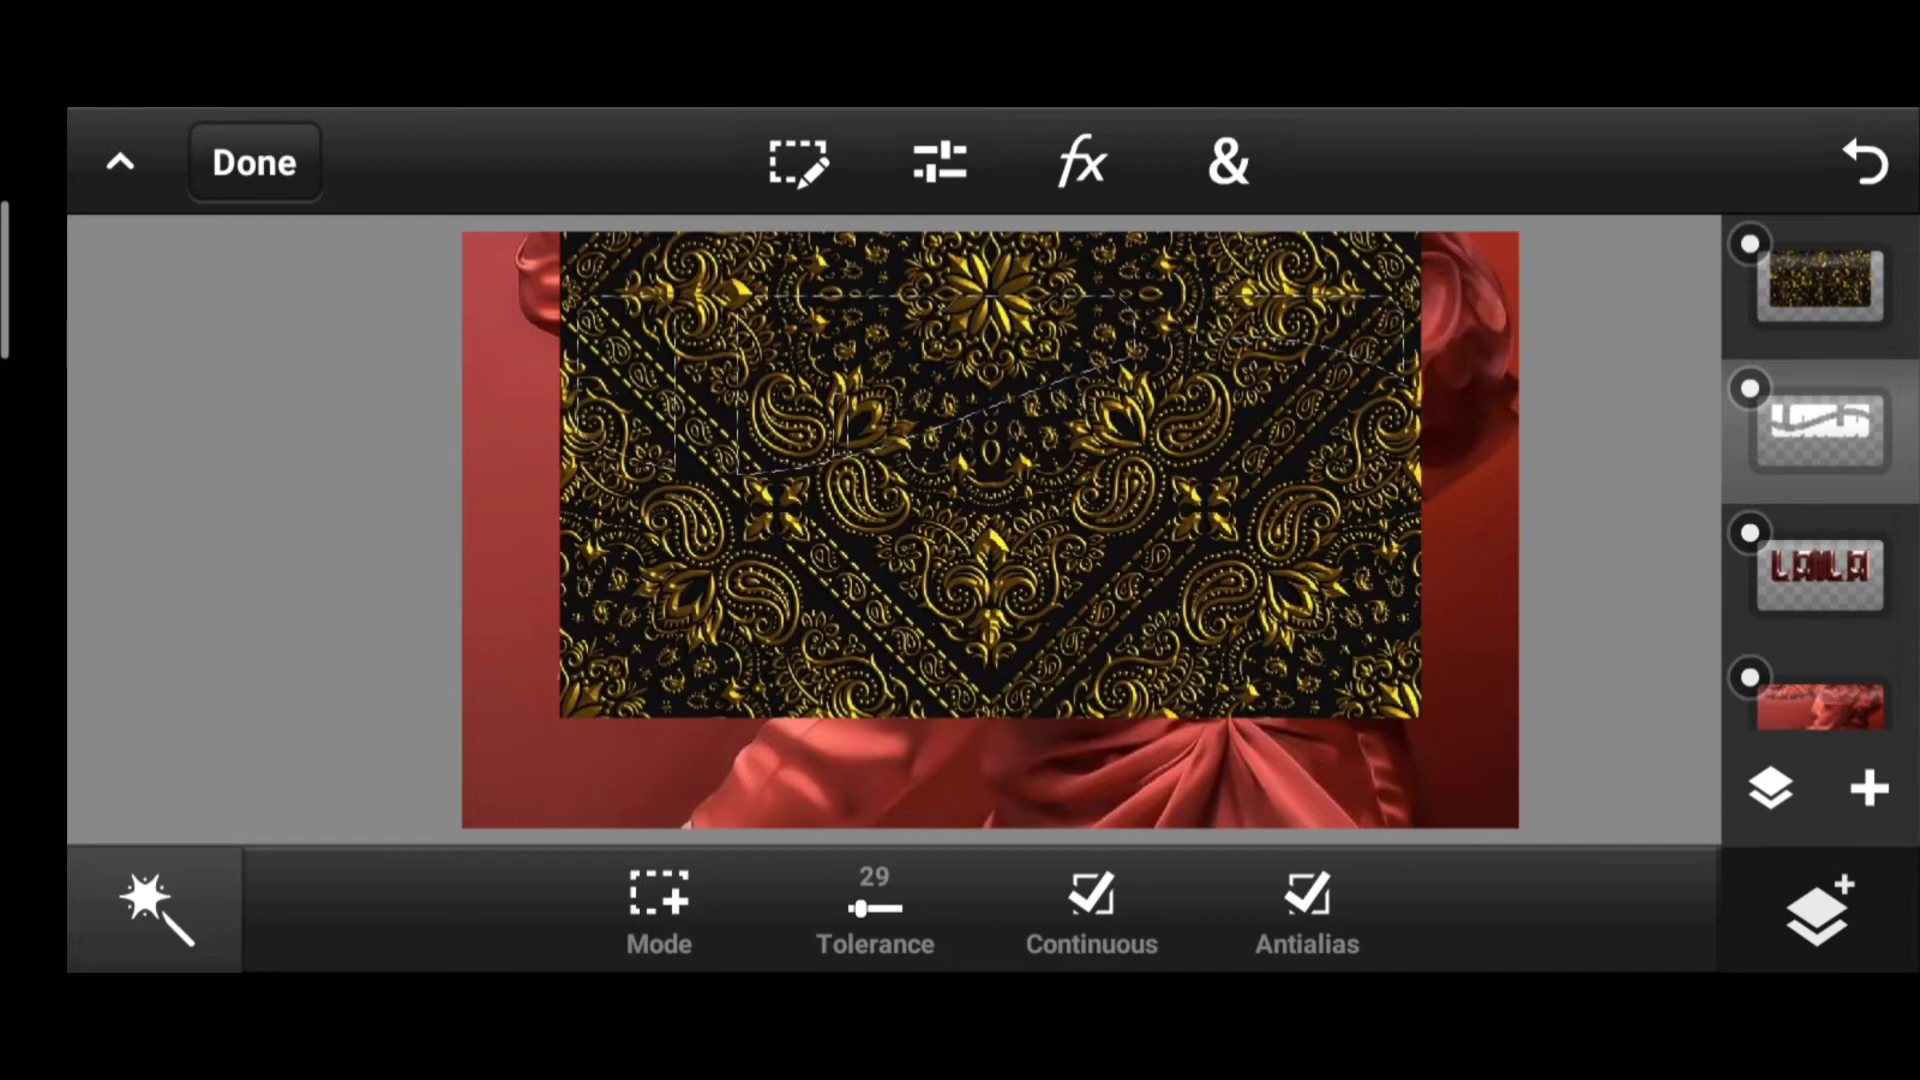 Done
fx
&
LAILA
29
Mode
Tolerance
Continuous
Antialias